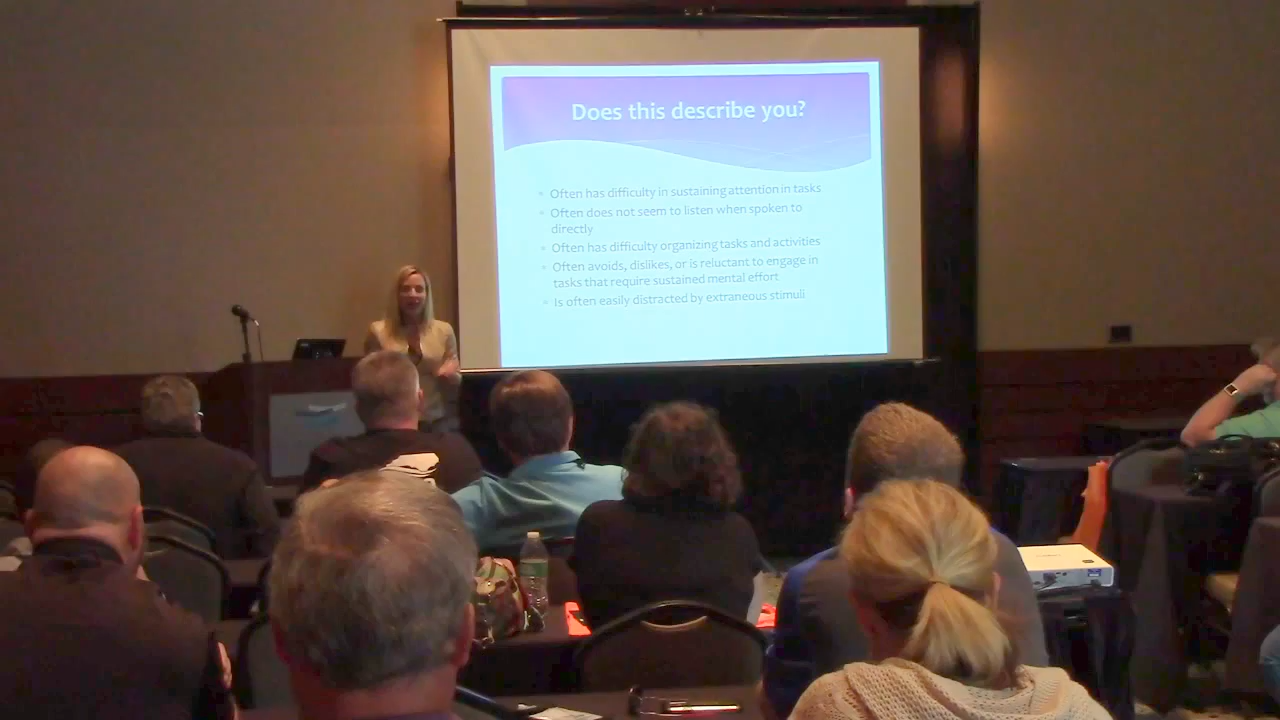 Does this describe you?
Often has difficulty in sustaining attention in tasks
Often does not seem to listen when spoken to
directly
Often has difficulty organizing tasks and activities
Often avoids, dislikes, or is reluctant to engage in
tasks that require sustained mental effort
Is often easily distracted by extraneous stimuli